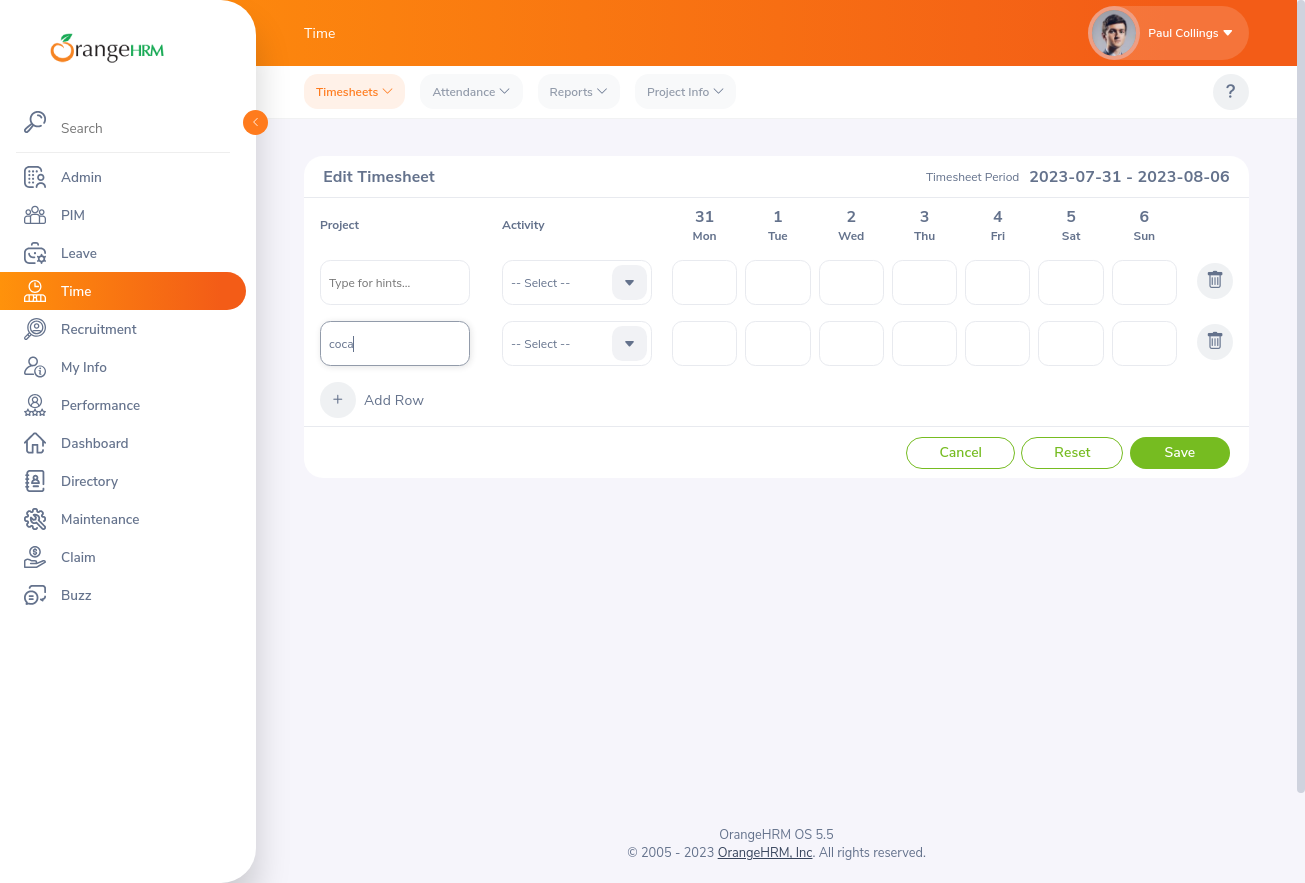 OrangeHRM
Time
Paul Collings
Timesheets
Attendance
Reports
Project Info
?
Search
Admin
PIM
Leave
Time
Recruitment
My Info
Performance
Dashboard
Directory
Maintenance
Claim
Buzz
Edit Timesheet
Timesheet Period 2023-07-31 - 2023-08-06
Project Activity 31 Mon 1 Tue 2 Wed 3 Thu 4 Fri 5 Sat 6 Sun
Type for hints... -- Select --
coca -- Select --
+ Add Row
Cancel Reset Save
OrangeHRM OS 5.5
© 2005 - 2023 OrangeHRM, Inc. All rights reserved.